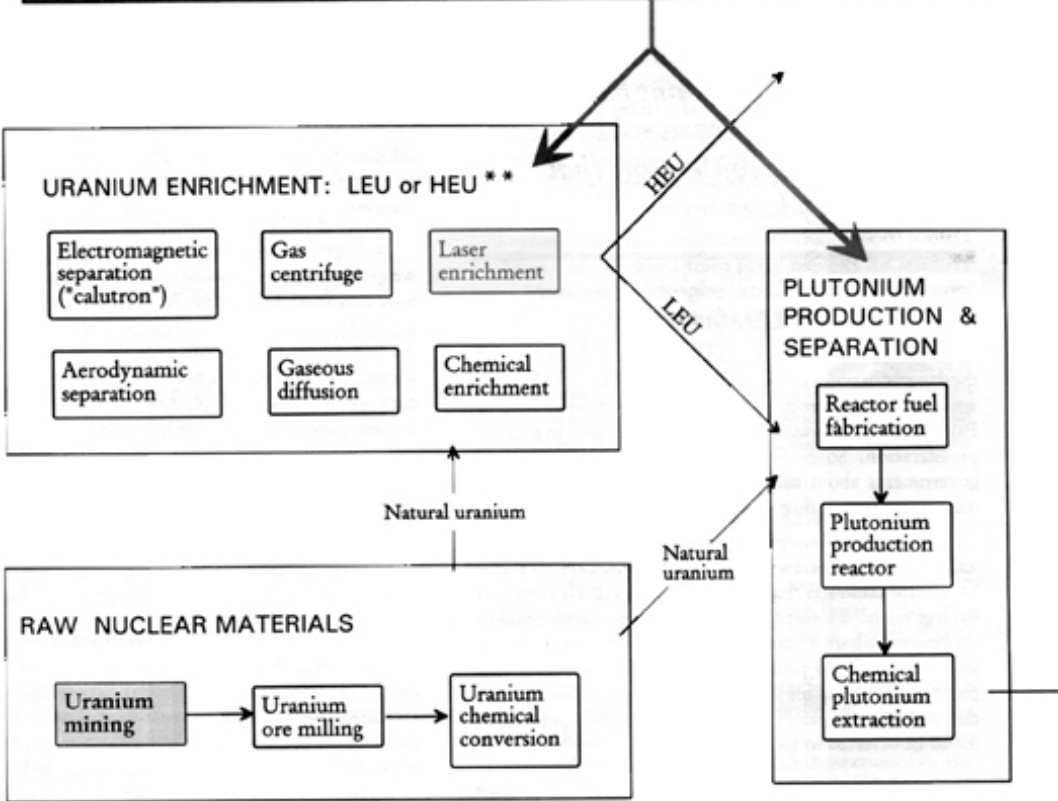 URANIUM ENRICHMENT: LEU or HEU **
Electromagnetic
separation
("calutron")
Gas
centrifuge
Laser
enrichment
Aerodynamic
separation
Gaseous
diffusion
Chemical
enrichment
HEU
LEU
PLUTONIUM
PRODUCTION &
SEPARATION
Reactor fuel
fabrication
Plutonium
production
reactor
Chemical
plutonium
extraction
Natural uranium
Natural
uranium
RAW NUCLEAR MATERIALS
Uranium
mining
Uranium
ore milling
Uranium
chemical
conversion